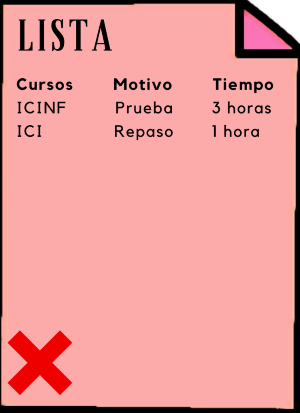 LISTA
Cursos Motivo Tiempo
ICINF Prueba 3 horas
ICI Repaso 1 hora